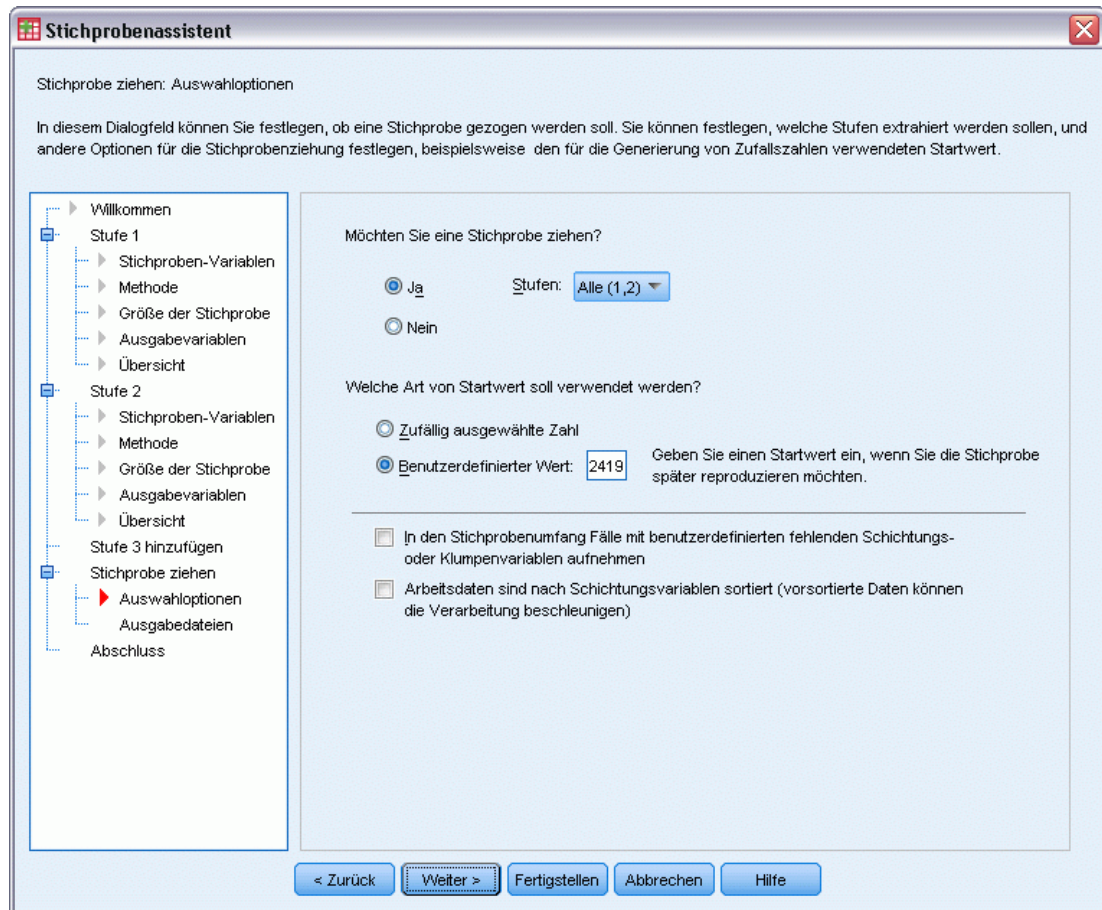 Stichprobenassistent
Stichprobe ziehen: Auswahloptionen
In diesem Dialogfeld können Sie festlegen, ob eine Stichprobe gezogen werden soll. Sie können festlegen, welche Stufen extrahiert werden sollen, und
andere Optionen für die Stichprobenziehung festlegen, beispielsweise den für die Generierung von Zufallszahlen verwendeten Startwert.
Willkommen
Stufe 1
Stichproben-Variablen
Methode
Größe der Stichprobe
Ausgabevariablen
Übersicht
Stufe 2
Stichproben-Variablen
Methode
Größe der Stichprobe
Ausgabevariablen
Übersicht
Stufe 3 hinzufügen
Stichprobe ziehen
Auswahloptionen
Ausgabedateien
Abschluss
Möchten Sie eine Stichprobe ziehen?
Ja Stufen: Alle (1,2)
Nein
Welche Art von Startwert soll verwendet werden?
Zufällig ausgewählte Zahl
Benutzerdefinierter Wert: 2419 Geben Sie einen Startwert ein, wenn Sie die Stichprobe
später reproduzieren möchten.
In den Stichprobenumfang Fälle mit benutzerdefinierten fehlenden Schichtungs-
oder Klumpenvariablen aufnehmen
Arbeitsdaten sind nach Schichtungsvariablen sortiert (vorsortierte Daten können
die Verarbeitung beschleunigen)
< Zurück Weiter > Fertigstellen Abbrechen Hilfe